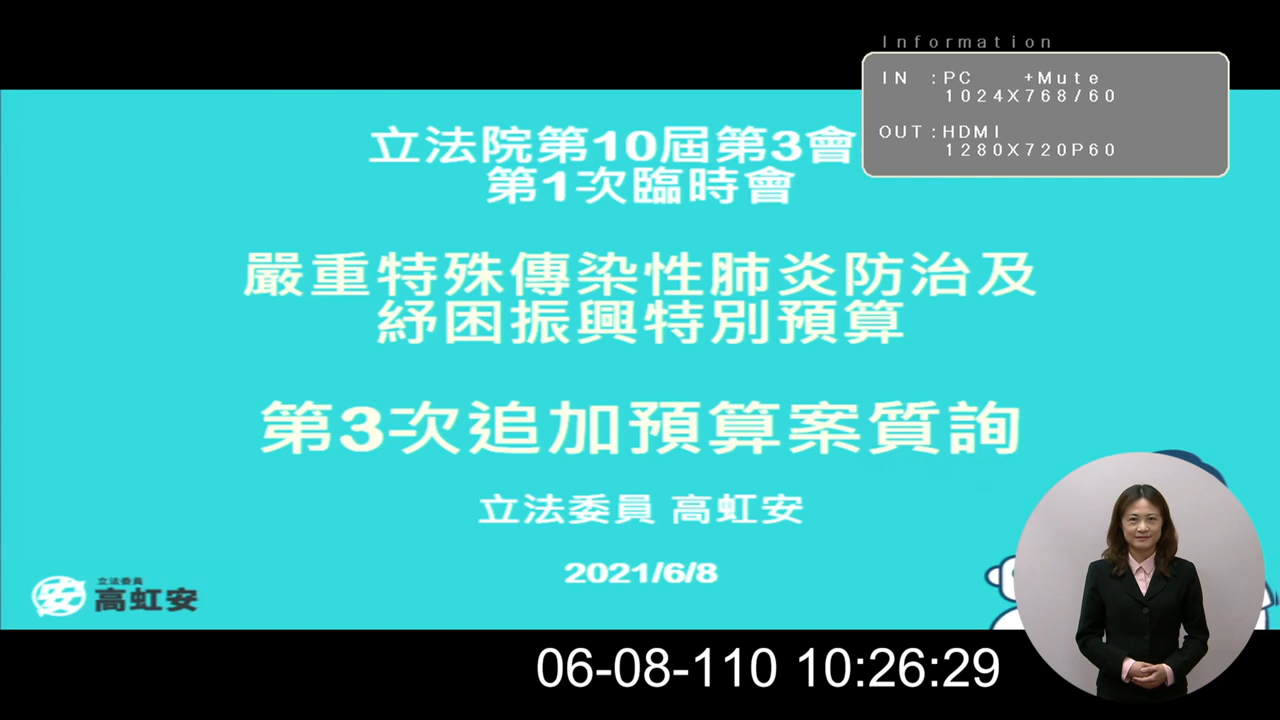 Information
IN :PC +Mute
1024X768/60
OUT:HDMI
1280X720P60
立法院第10屆第3會
第1次臨時會
嚴重特殊傳染性肺炎防治及
紓困振興特別預算
第3次追加預算案質詢
立法委員 高虹安
2021/6/8
安
立法委員
高虹安
06-08-110 10:26:29